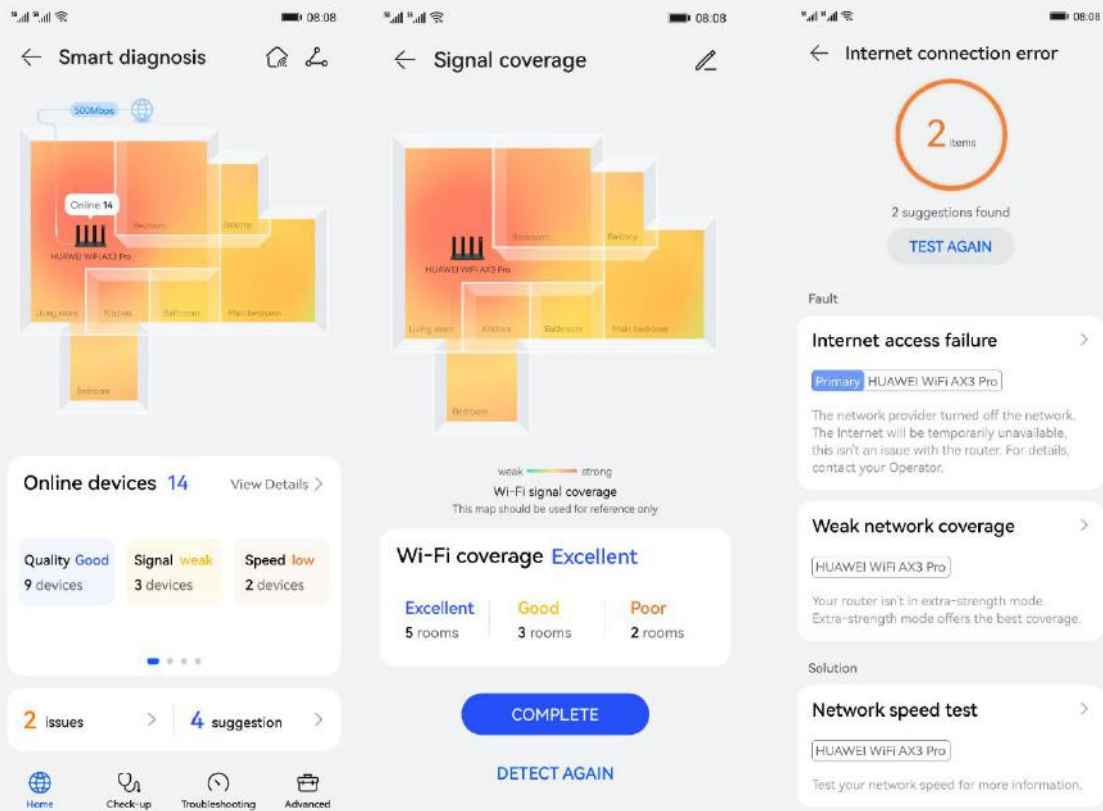 08:08
Smart diagnosis
500Mbps
Online 14
HUAWEI WiFi AX3 Pro
Bedroom
Balcony
Living room
Kitchen
Bathroom
Main bedroom
Bedroom
Online devices 14
View Details
Quality Good
9 devices
Signal weak
3 devices
Speed low
2 devices
2 issues
4 suggestion
Home
Check-up
Troubleshooting
Advanced
08:08
Signal coverage
HUAWEI WiFi AX3 Pro
Bedroom
Balcony
Living room
Kitchen
Bathroom
Main bedroom
Bedroom
weak
strong
Wi-Fi signal coverage
This map should be used for reference only
Wi-Fi coverage Excellent
Excellent
5 rooms
Good
3 rooms
Poor
2 rooms
COMPLETE
DETECT AGAIN
08:08
Internet connection error
2 items
2 suggestions found
TEST AGAIN
Fault
Internet access failure
Primary HUAWEI WiFi AX3 Pro
The network provider turned off the network.
The Internet will be temporarily unavailable,
this isn't an issue with the router. For details,
contact your Operator.
Weak network coverage
HUAWEI WiFi AX3 Pro
Your router isn't in extra-strength mode.
Extra-strength mode offers the best coverage.
Solution
Network speed test
HUAWEI WiFi AX3 Pro
Test your network speed for more information.